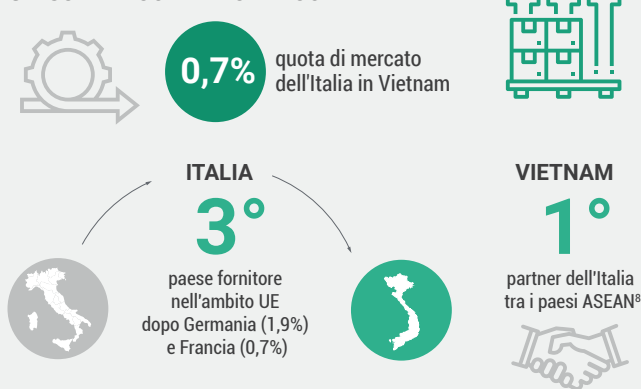 0,7%
quota di mercato
dell'Italia in Vietnam
ITALIA
3°
paese fornitore
nell'ambito UE
dopo Germania (1,9%)
e Francia (0,7%)
VIETNAM
1°
partner dell'Italia
tra i paesi ASEAN⁸